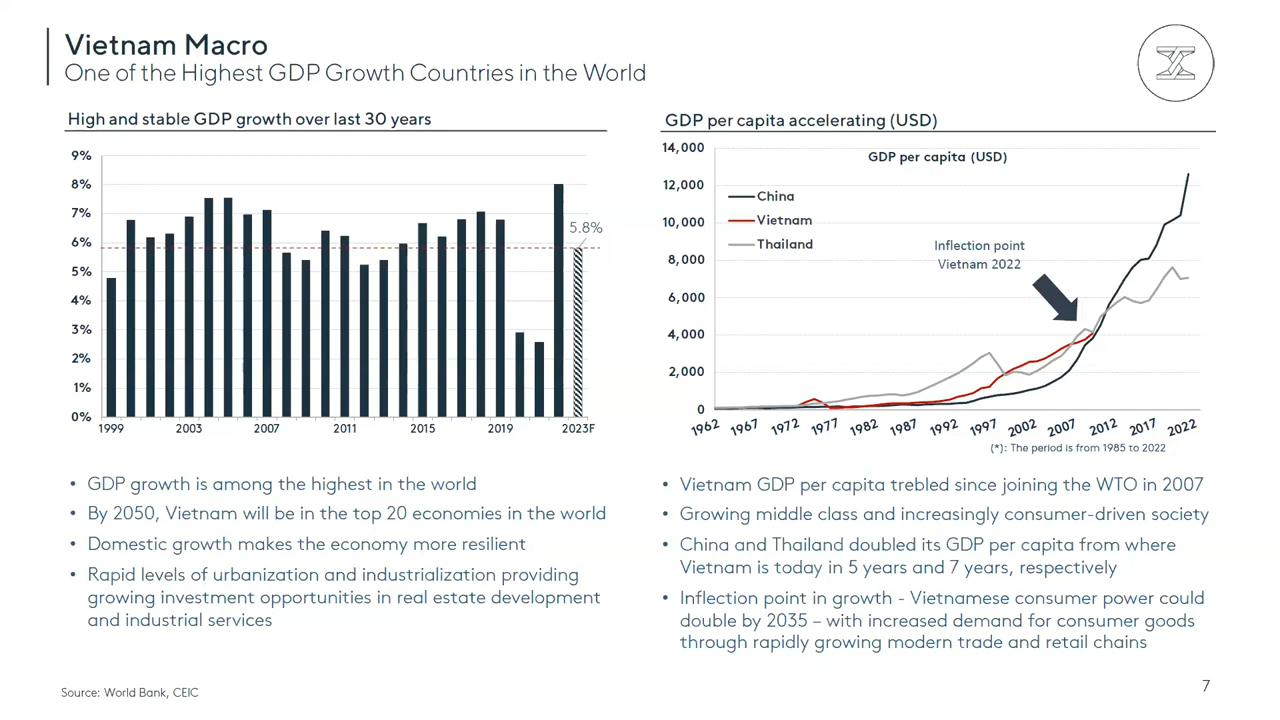 Vietnam Macro
One of the Highest GDP Growth Countries in the World
High and stable GDP growth over last 30 years
9%
8%
7%
6%
5%
4%
3%
2%
1%
0%
5.8%
1999
2003
2007
2011
2015
2019
2023F
• GDP growth is among the highest in the world
• By 2050, Vietnam will be in the top 20 economies in the world
• Domestic growth makes the economy more resilient
• Rapid levels of urbanization and industrialization providing
growing investment opportunities in real estate development
and industrial services
GDP per capita accelerating (USD)
GDP per capita (USD)
14,000
12,000
10,000
8,000
6,000
4,000
2,000
0
China
Vietnam
Thailand
Inflection point
Vietnam 2022
1962
1967
1972
1977
1982
1987
1992
1997
2002
2007
2012
2017
2022
(*): The period is from 1985 to 2022
• Vietnam GDP per capita trebled since joining the WTO in 2007
• Growing middle class and increasingly consumer-driven society
• China and Thailand doubled its GDP per capita from where
Vietnam is today in 5 years and 7 years, respectively
• Inflection point in growth - Vietnamese consumer power could
double by 2035 – with increased demand for consumer goods
through rapidly growing modern trade and retail chains
Source: World Bank, CEIC
7